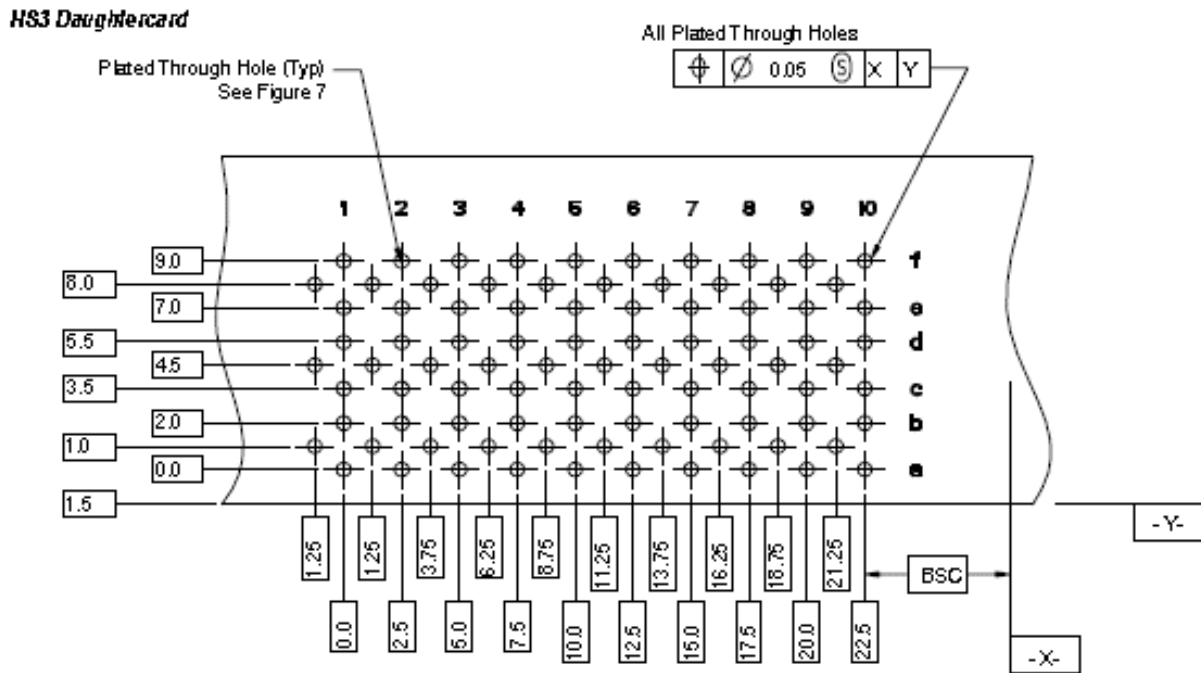 HS3 Daughtercard
All Plated Through Holes
⌖ ∅ 0.05 Ⓢ X Y
Plated Through Hole (Typ)
See Figure 7
1 2 3 4 5 6 7 8 9 10
9.0 f
8.0
7.0 e
5.5 d
4.5
3.5 c
2.0 b
1.0
0.0 a
1.5
-Y-
1.25 1.25 3.75 6.25 8.75 11.25 13.75 16.25 18.75 21.25
BSC
0.0 2.5 5.0 7.5 10.0 12.5 15.0 17.5 20.0 22.5
-X-